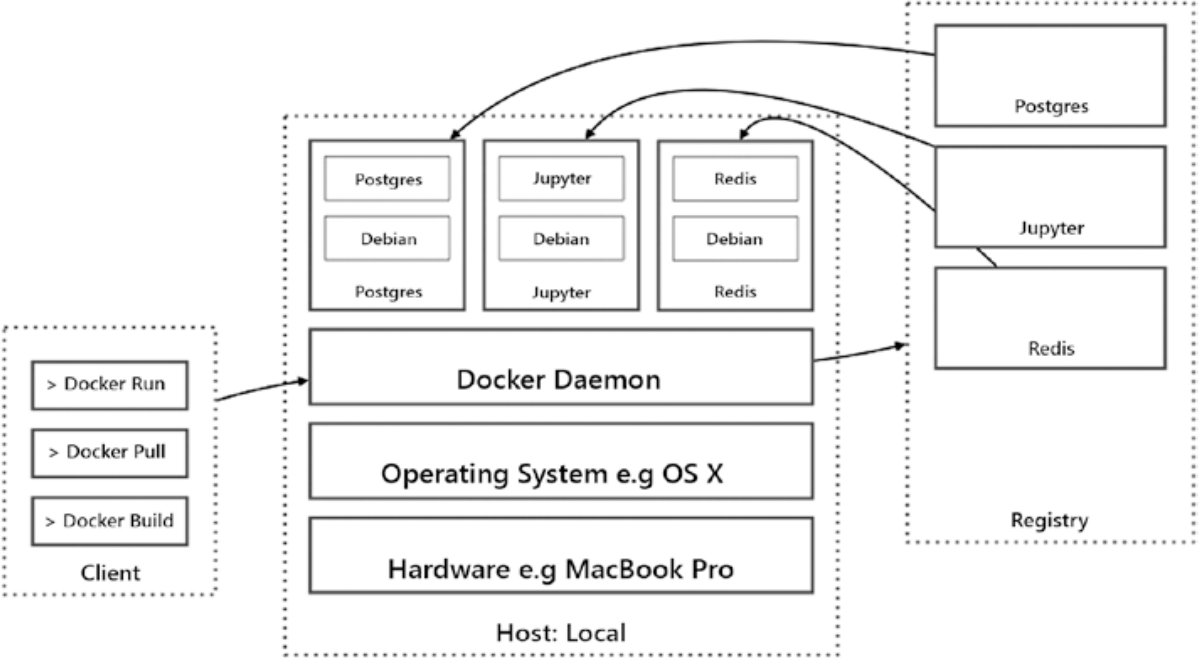 > Docker Run
> Docker Pull
> Docker Build
Client
Postgres
Debian
Postgres
Jupyter
Debian
Jupyter
Redis
Debian
Redis
Docker Daemon
Operating System e.g OS X
Hardware e.g MacBook Pro
Host: Local
Postgres
Jupyter
Redis
Registry